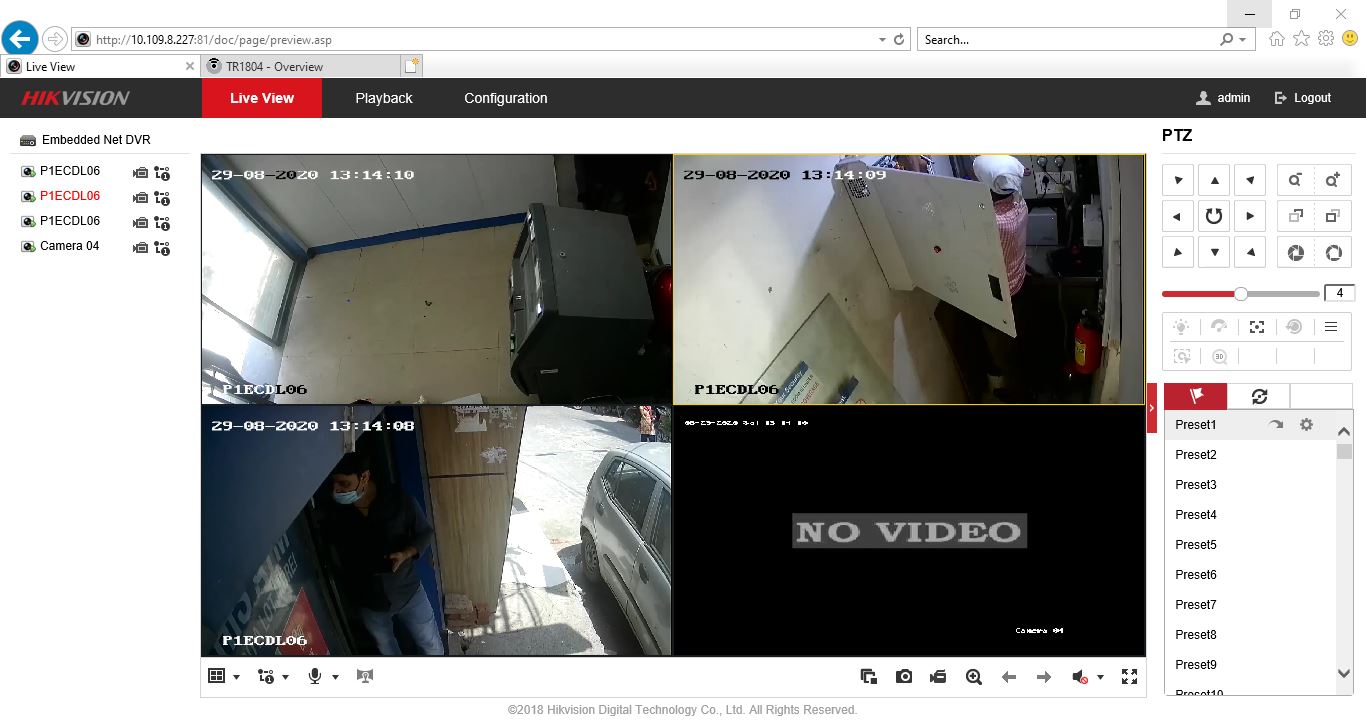 http://10.109.8.227:81/doc/page/preview.asp
Search...
Live View
TR1804 - Overview
HIKVISION
Live View
Playback
Configuration
admin
Logout
Embedded Net DVR
P1ECDL06
P1ECDL06
P1ECDL06
Camera 04
29-08-2020 13:14:10
P1ECDL06
29-08-2020 13:14:09
Security
P1ECDL06
29-08-2020 13:14:08
P1ECDL06
NO VIDEO
Camera 04
PTZ
4
3D
Preset1
Preset2
Preset3
Preset4
Preset5
Preset6
Preset7
Preset8
Preset9
Preset10
©2018 Hikvision Digital Technology Co., Ltd. All Rights Reserved.